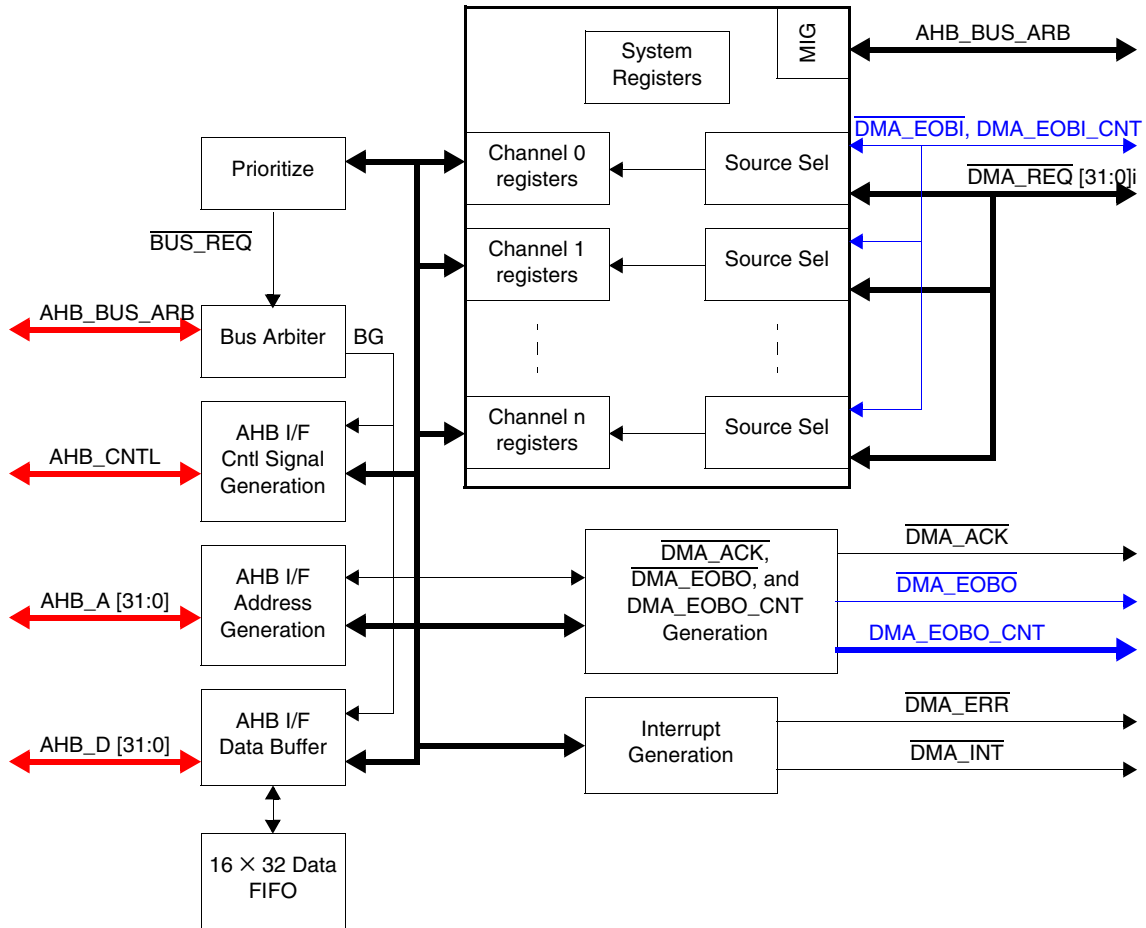 System
Registers
MIG
AHB_BUS_ARB
Prioritize
Channel 0
registers
Source Sel
DMA_EOBI, DMA_EOBI_CNT
DMA_REQ [31:0]i
BUS_REQ
Channel 1
registers
Source Sel
AHB_BUS_ARB
Bus Arbiter
BG
Channel n
registers
Source Sel
AHB_CNTL
AHB I/F
Cntl Signal
Generation
AHB_A [31:0]
AHB I/F
Address
Generation
DMA_ACK,
DMA_EOBO, and
DMA_EOBO_CNT
Generation
DMA_ACK
DMA_EOBO
DMA_EOBO_CNT
AHB_D [31:0]
AHB I/F
Data Buffer
Interrupt
Generation
DMA_ERR
DMA_INT
16 × 32 Data
FIFO